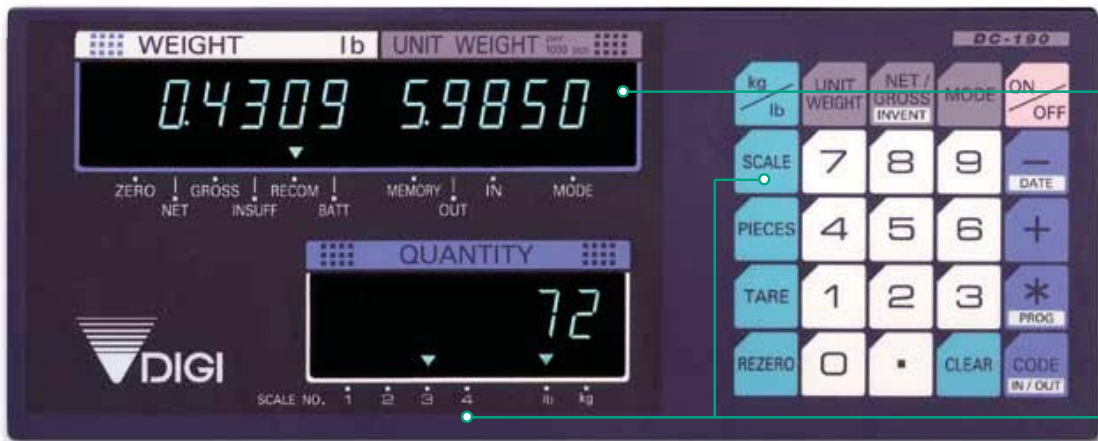 DC-190
WEIGHT lb UNIT WEIGHT per 1000 pcs
0.4309 5.9850
ZERO GROSS RECOM MEMORY IN MODE
NET INSUFF BATT OUT
QUANTITY
72
SCALE NO. 1 2 3 4 lb kg
DIGI
kg/lb UNIT WEIGHT NET/GROSS INVENT MODE ON/OFF
SCALE 7 8 9 — DATE
PIECES 4 5 6 +
TARE 1 2 3 * PROG
REZERO 0 . CLEAR CODE IN / OUT